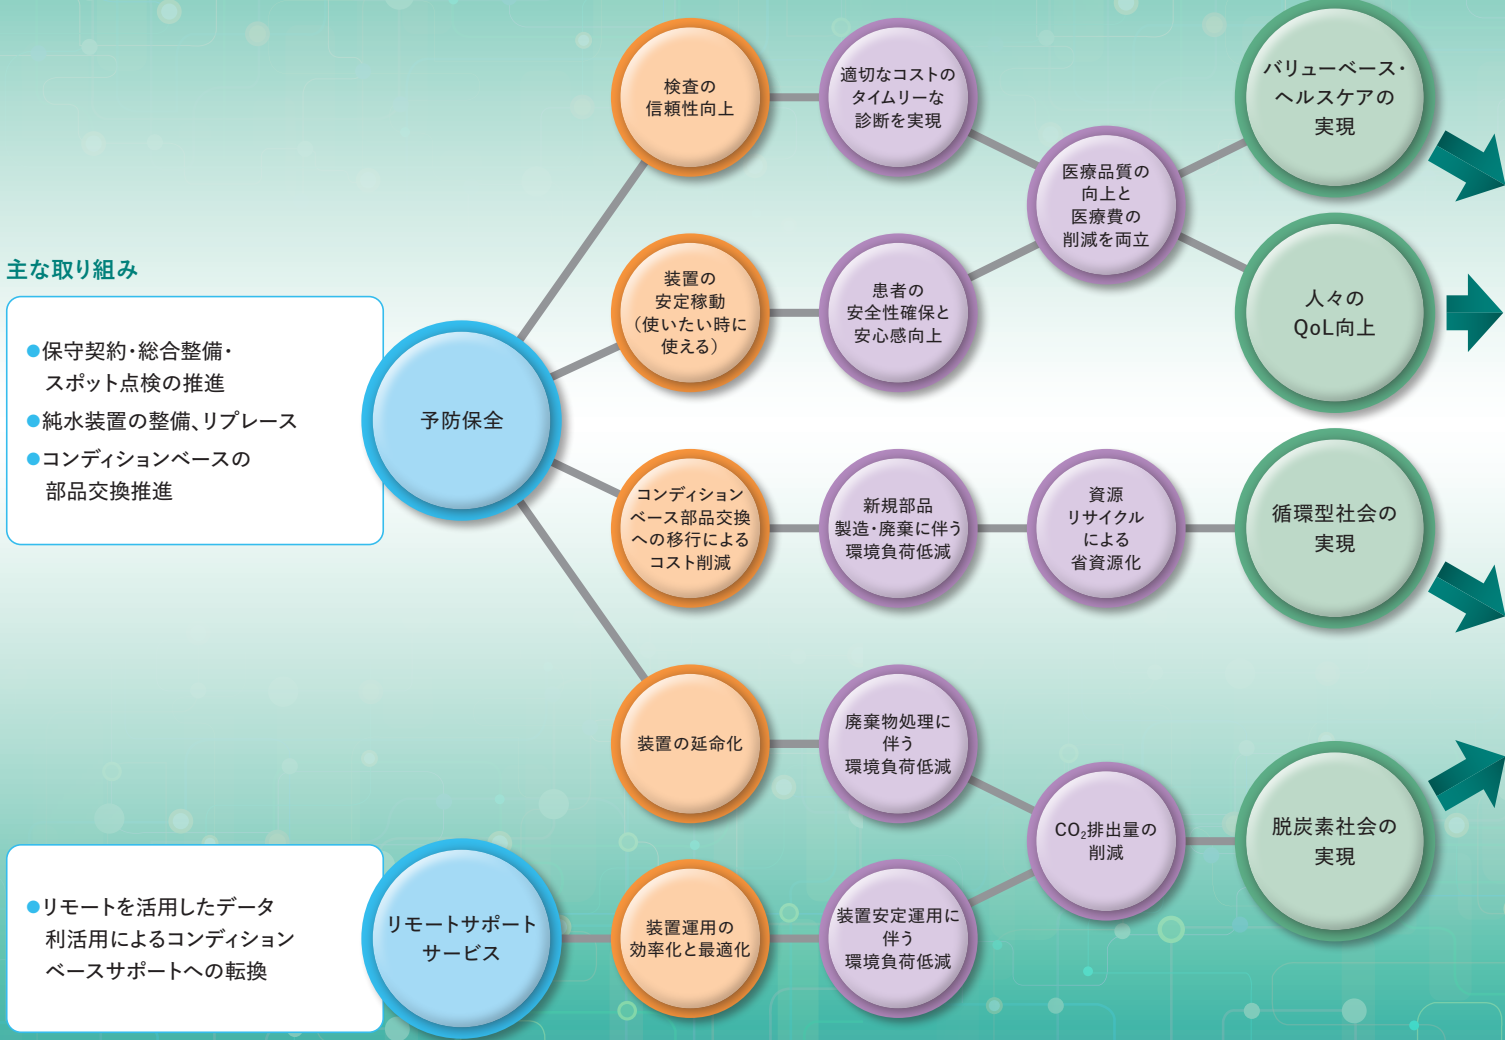 主な取り組み
●保守契約・総合整備・
スポット点検の推進
●純水装置の整備、リプレース
●コンディションベースの
部品交換推進
予防保全
検査の
信頼性向上
適切なコストの
タイムリーな
診断を実現
装置の
安定稼動
（使いたい時に
使える）
患者の
安全性確保と
安心感向上
医療品質の
向上と
医療費の
削減を両立
バリューベース・
ヘルスケアの
実現
人々の
QoL向上
コンディション
ベース部品交換
への移行による
コスト削減
新規部品
製造・廃棄に伴う
環境負荷低減
資源
リサイクル
による
省資源化
循環型社会の
実現
装置の延命化
廃棄物処理に
伴う
環境負荷低減
●リモートを活用したデータ
利活用によるコンディション
ベースサポートへの転換
リモートサポート
サービス
装置運用の
効率化と最適化
装置安定運用に
伴う
環境負荷低減
CO₂排出量の
削減
脱炭素社会の
実現